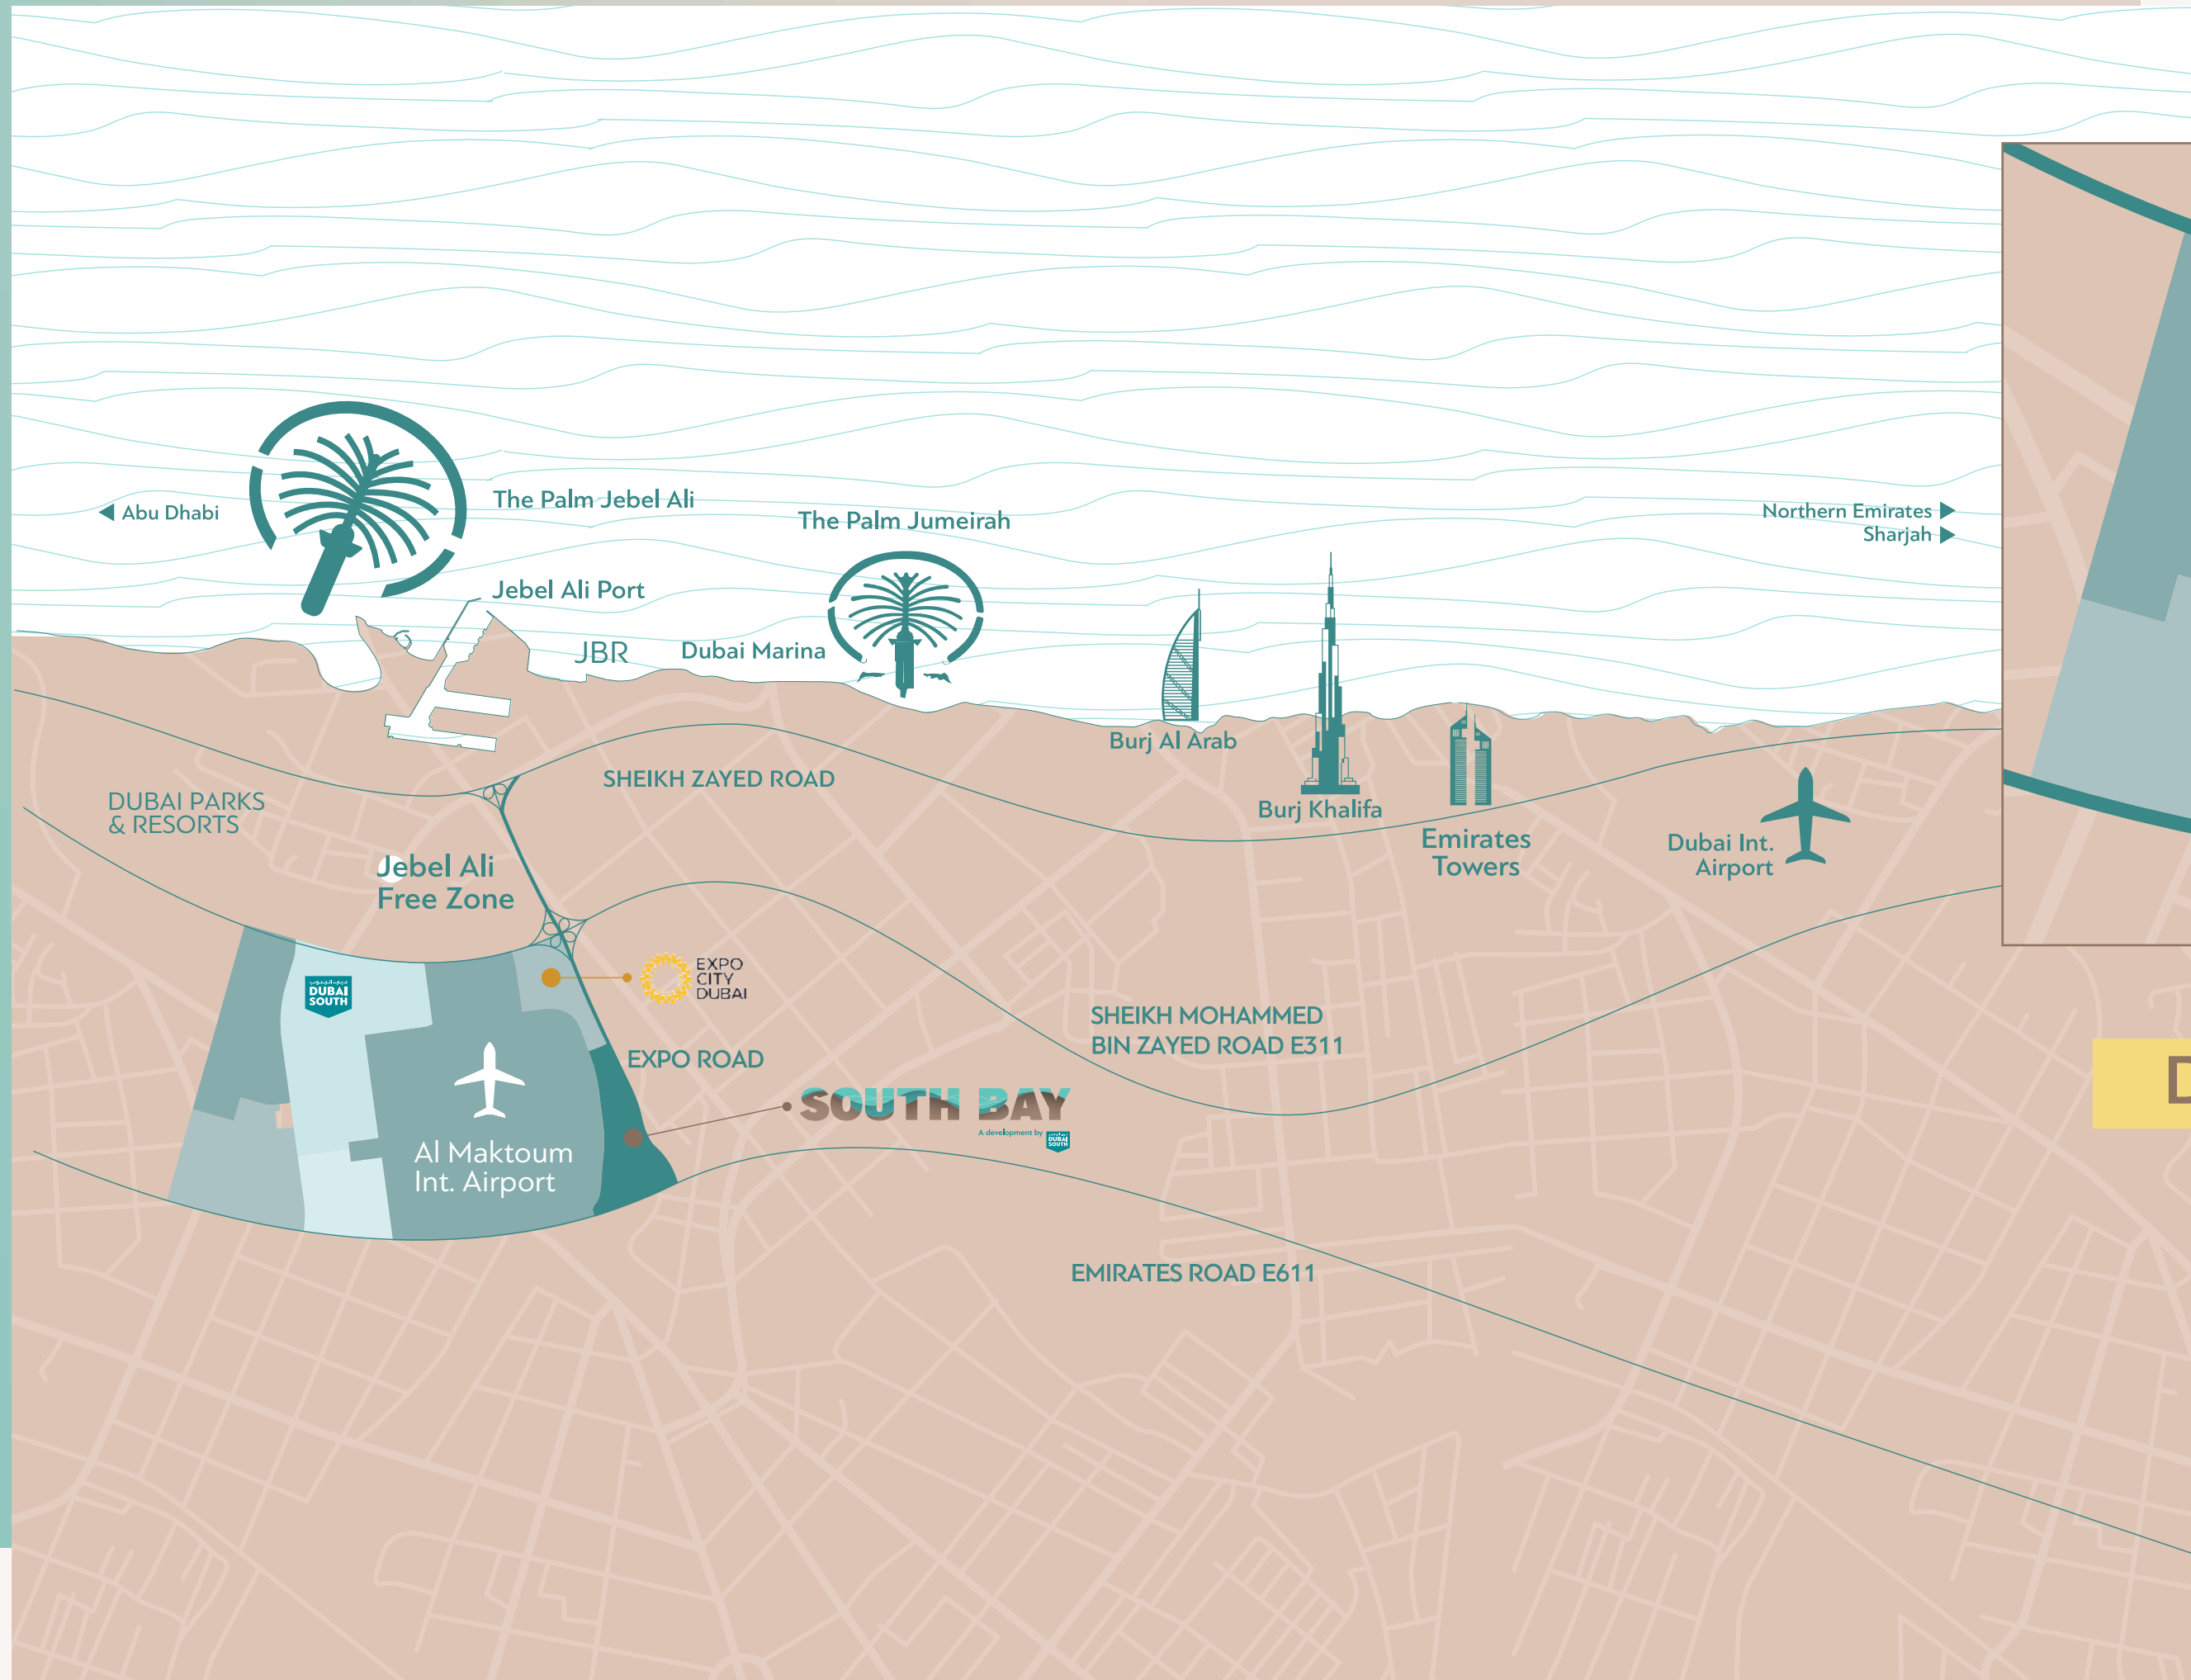 The Palm Jebel Ali
Abu Dhabi
The Palm Jumeirah
Northern Emirates
Sharjah
Jebel Ali Port
JBR
Dubai Marina
Burj Al Arab
SHEIKH ZAYED ROAD
DUBAI PARKS
& RESORTS
Burj Khalifa
Emirates
Towers
Dubai Int.
Airport
Jebel Ali
Free Zone
EXPO
CITY
DUBAI
DUBAI
SOUTH
SHEIKH MOHAMMED
BIN ZAYED ROAD E311
EXPO ROAD
SOUTH BAY
A development by
DUBAI
SOUTH
Al Maktoum
Int. Airport
EMIRATES ROAD E611
D